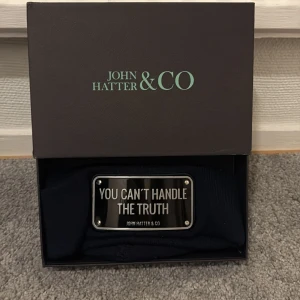 JOHN
HATTER &CO
YOU CAN´T HANDLE
THE TRUTH
JOHN HATTER & CO